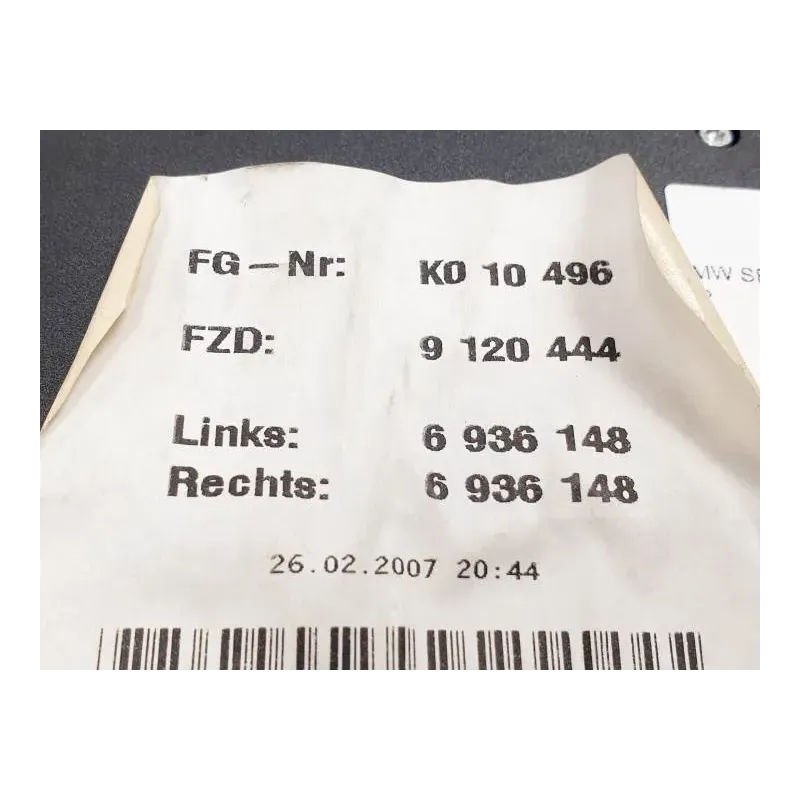 FG-Nr: K0 10 496
FZD: 9 120 444
Links: 6 936 148
Rechts: 6 936 148
26.02.2007 20:44